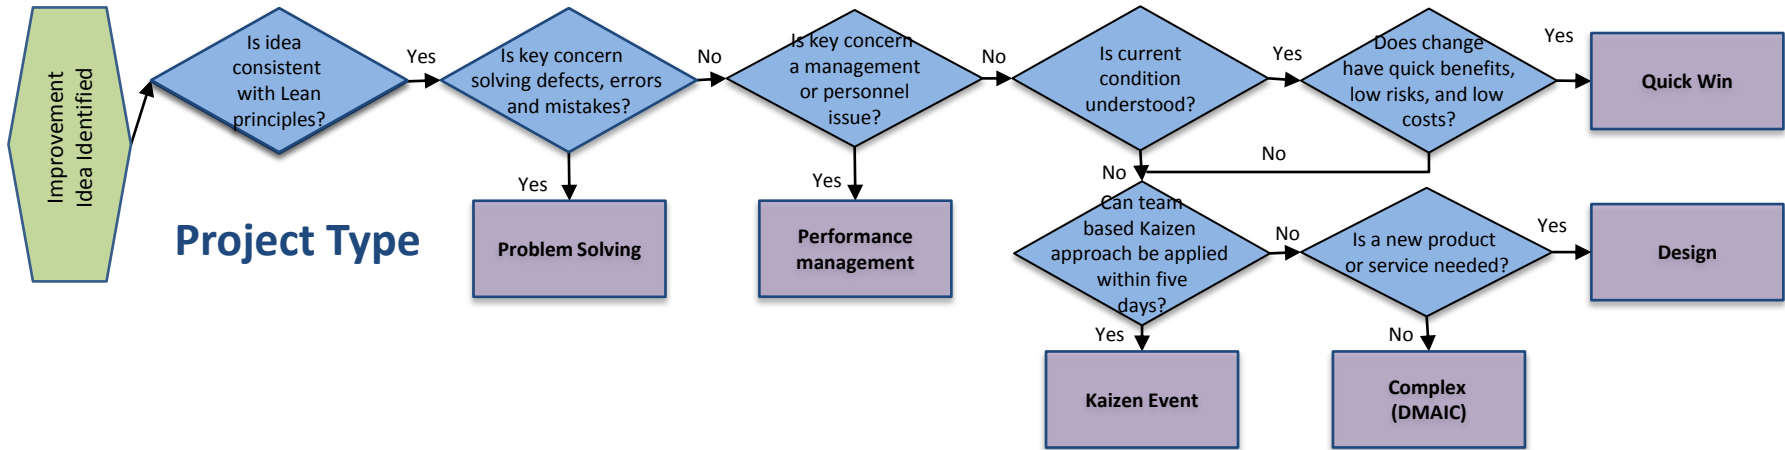 Improvement
Idea Identified
Is idea
consistent
with Lean
principles?
Yes
Is key concern
solving defects, errors
and mistakes?
No
Is key concern
a management
or personnel
issue?
No
Is current
condition
understood?
Yes
Does change
have quick benefits,
low risks, and low
costs?
Yes
Quick Win
Yes
Yes
No
No
Project Type
Problem Solving
Performance
management
Can team
based Kaizen
approach be applied
within five
days?
No
Is a new product
or service needed?
Yes
Design
Yes
No
Kaizen Event
Complex
(DMAIC)